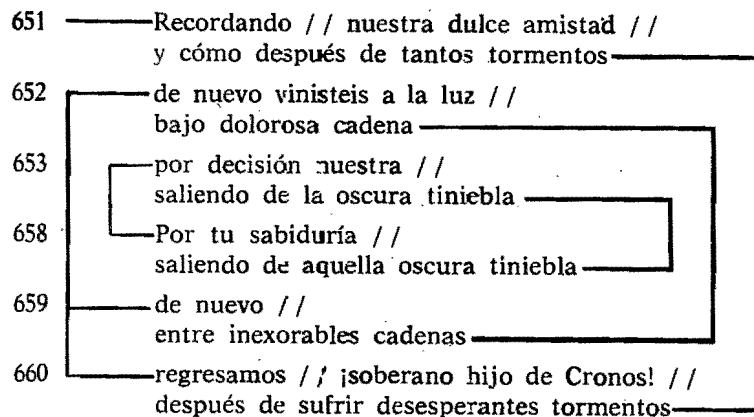 651 Recordando // nuestra dulce amistad //
y cómo después de tantos tormentos
652 de nuevo vinisteis a la luz //
bajo dolorosa cadena
653 por decisión nuestra //
saliendo de la oscura tiniebla
658 Por tu sabiduría //
saliendo de aquella oscura tiniebla
659 de nuevo //
entre inexorables cadenas
660 regresamos // ¡soberano hijo de Cronos! //
después de sufrir desesperantes tormentos